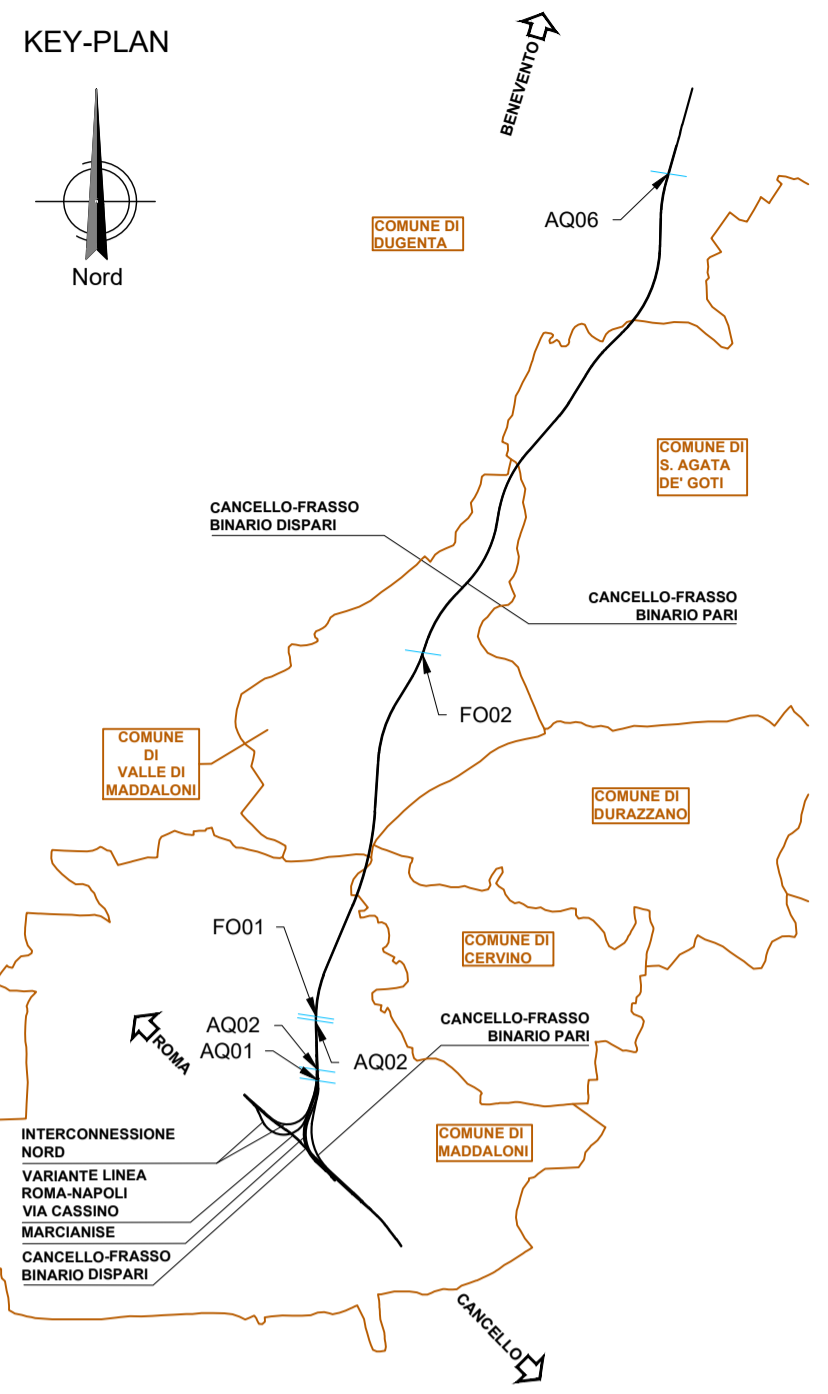 KEY-PLAN
BENEVENTO
Nord
AQ06
COMUNE DI
DUGENTA
COMUNE DI
S. AGATA
DE' GOTI
CANCELLO-FRASSO
BINARIO DISPARI
CANCELLO-FRASSO
BINARIO PARI
FO02
COMUNE
DI
VALLE DI
MADDALONI
COMUNE DI
DURAZZANO
FO01
COMUNE DI
CERVINO
ROMA
AQ02
AQ01
AQ02
CANCELLO-FRASSO
BINARIO PARI
INTERCONNESSIONE
NORD
VARIANTE LINEA
ROMA-NAPOLI
VIA CASSINO
MARCIANISE
CANCELLO-FRASSO
BINARIO DISPARI
COMUNE DI
MADDALONI
CANCELLO